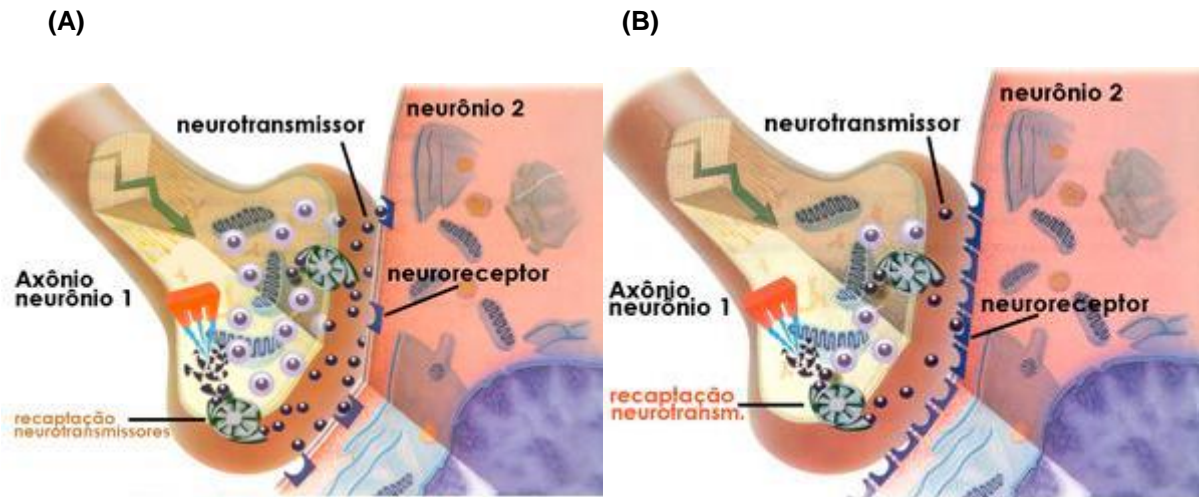 (A)
neurônio 2
neurotransmissor
neuroreceptor
Axônio
neurônio 1
recaptação
neurotransmissores
(B)
neurônio 2
neurotransmissor
neuroreceptor
Axônio
neurônio 1
recaptação
neurotransm.